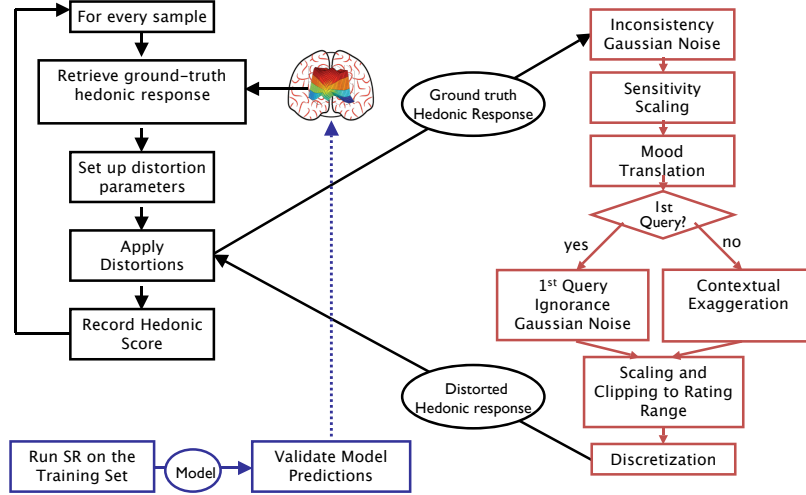 For every sample
Retrieve ground-truth
hedonic response
Set up distortion
parameters
Apply
Distortions
Record Hedonic
Score
Ground truth
Hedonic Response
Distorted
Hedonic response
Inconsistency
Gaussian Noise
Sensitivity
Scaling
Mood
Translation
1st
Query?
yes
no
1st Query
Ignorance
Gaussian Noise
Contextual
Exaggeration
Scaling and
Clipping to Rating
Range
Discretization
Run SR on the
Training Set
Model
Validate Model
Predictions